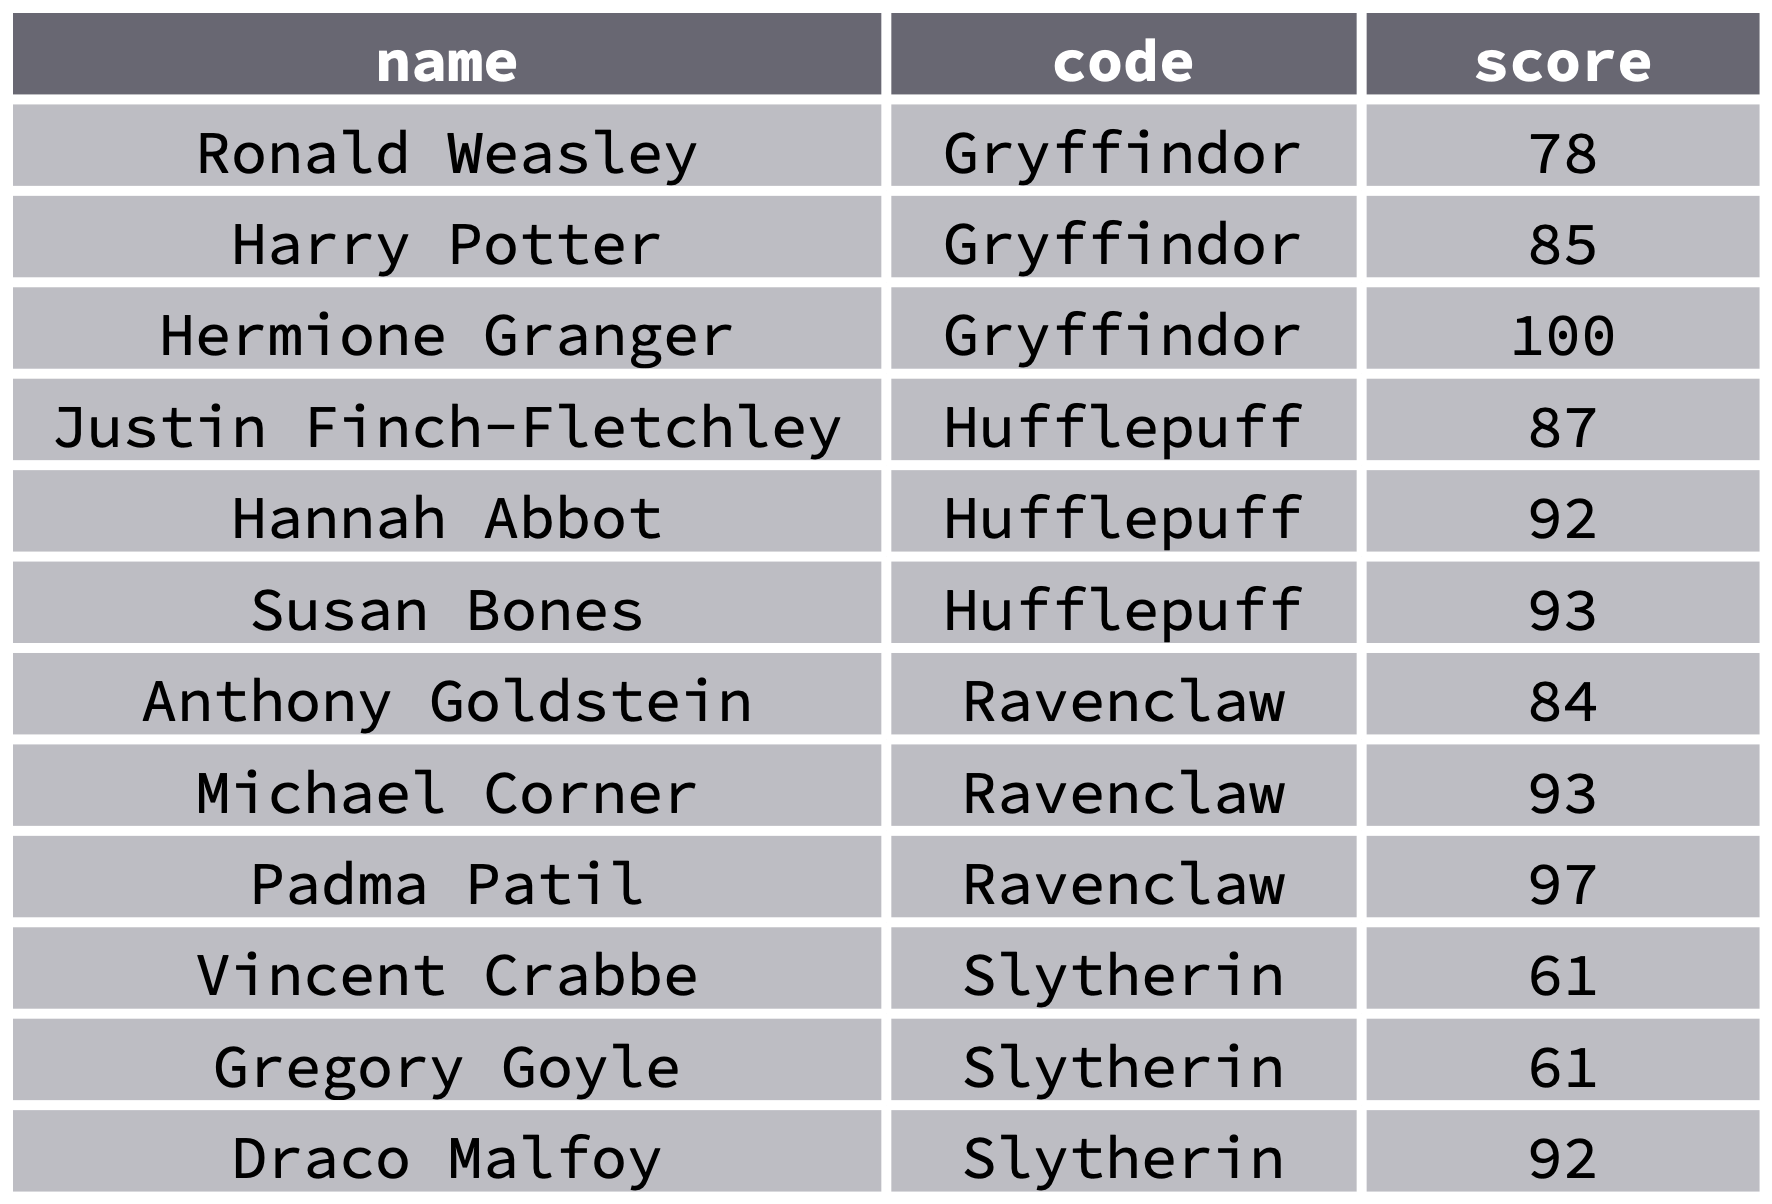 name code score
Ronald Weasley Gryffindor 78
Harry Potter Gryffindor 85
Hermione Granger Gryffindor 100
Justin Finch-Fletchley Hufflepuff 87
Hannah Abbot Hufflepuff 92
Susan Bones Hufflepuff 93
Anthony Goldstein Ravenclaw 84
Michael Corner Ravenclaw 93
Padma Patil Ravenclaw 97
Vincent Crabbe Slytherin 61
Gregory Goyle Slytherin 61
Draco Malfoy Slytherin 92